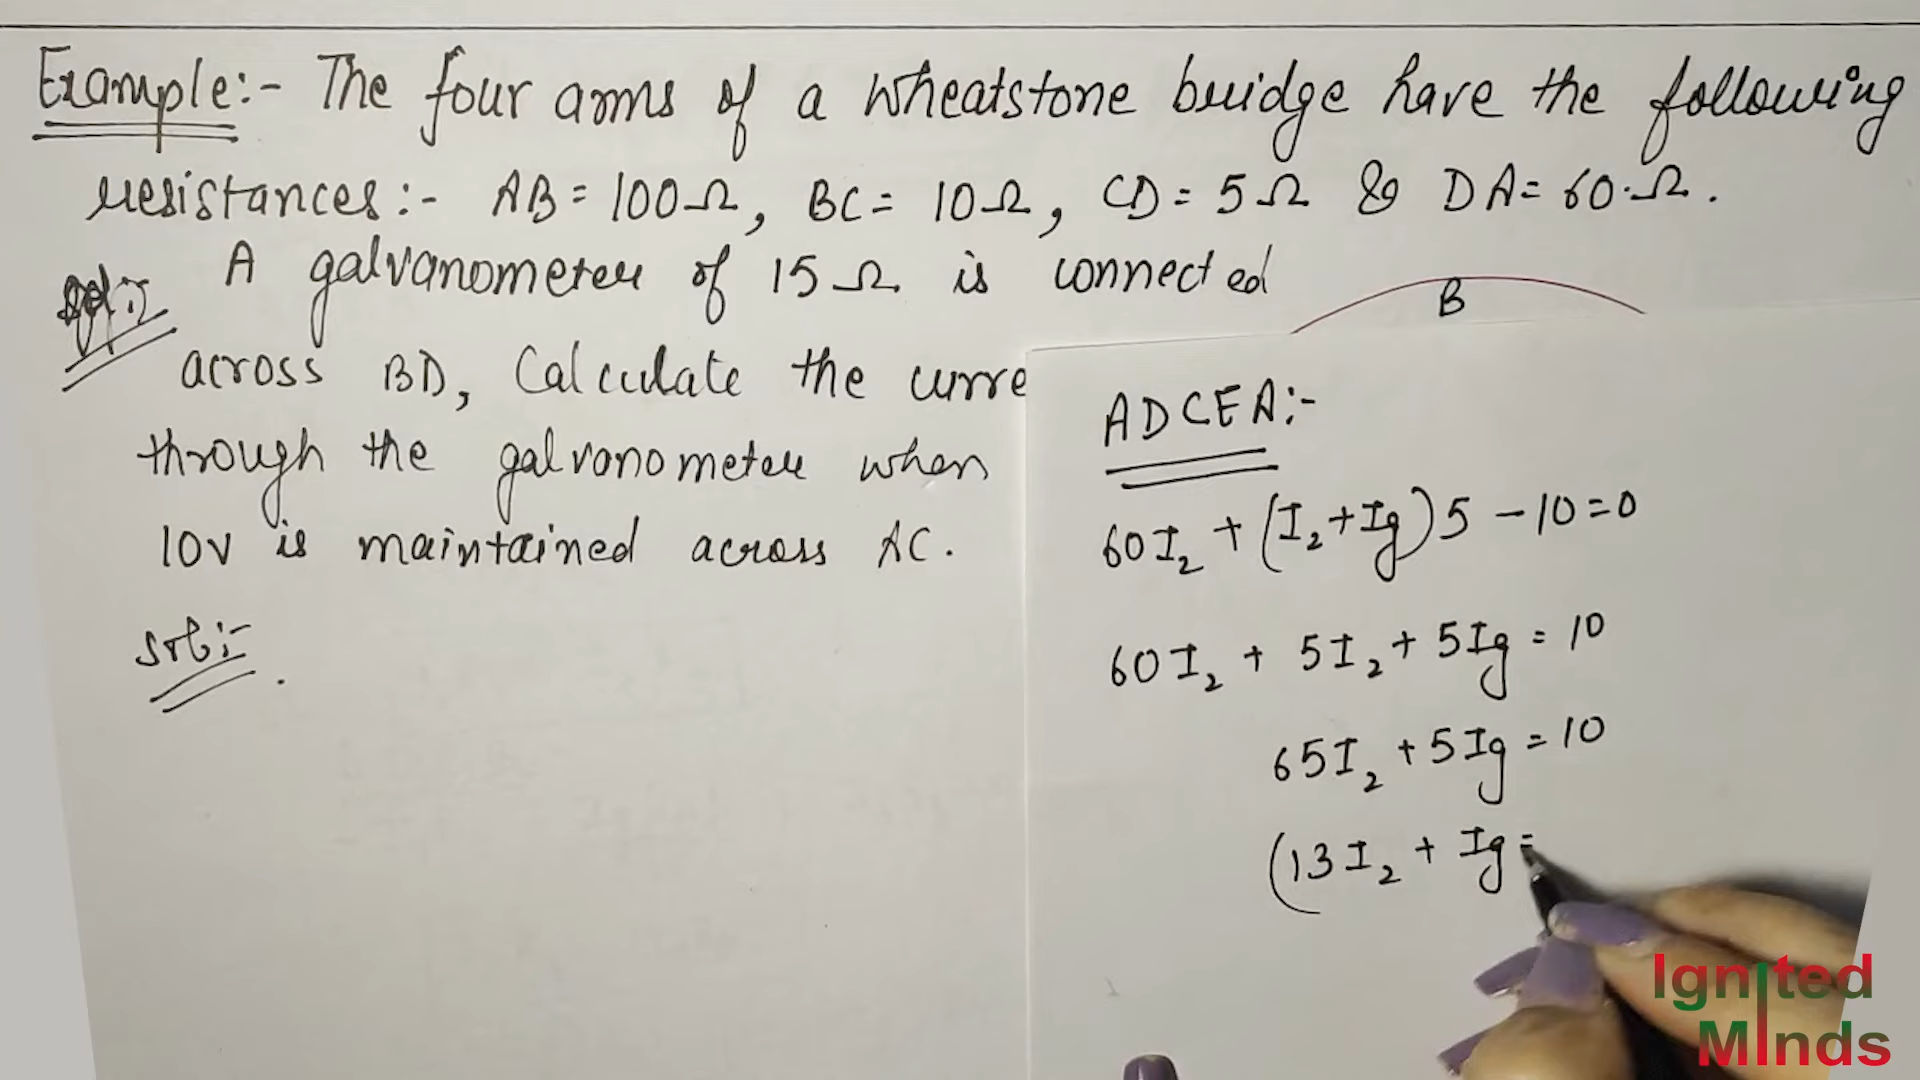 Example:- The four arms of a wheatstone bridge have the following
resistances:- AB = 100Ω, BC = 10Ω, CD = 5Ω & DA = 60.Ω.
A galvanometer of 15Ω is connected
across BD, Calculate the curre
through the galvanometer when
10v is maintained across AC.
Sol:-
B
ADCEA:-
60I₂ + (I₂+Ig)5 - 10 = 0
60I₂ + 5I₂ + 5Ig = 10
65I₂ + 5Ig = 10
(13I₂ + Ig =
Ignited
Minds